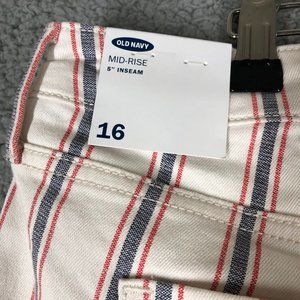 OLD NAVY
MID-RISE
5" INSEAM
16